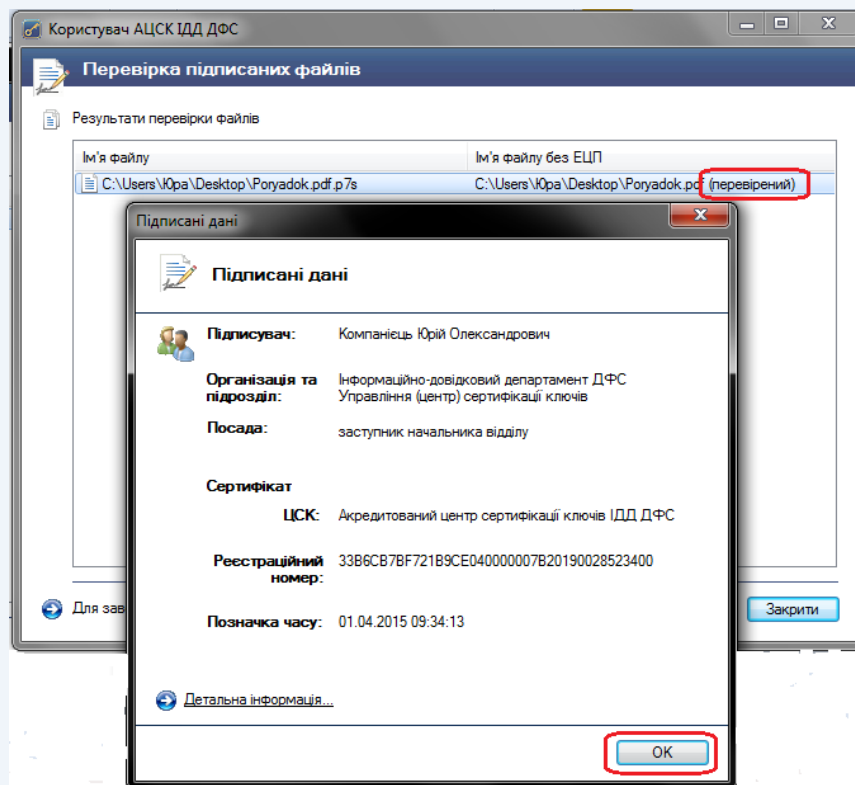 Користувач АЦСК ІДД ДФС
Перевірка підписаних файлів
Результати перевірки файлів
Ім'я файлу Ім'я файлу без ЕЦП
C:\Users\Юра\Desktop\Poryadok.pdf.p7s C:\Users\Юра\Desktop\Poryadok.pdf (перевірений)
Підписані дані
Підписані дані
Підписувач: Компанієць Юрій Олександрович
Організація та підрозділ: Інформаційно-довідковий департамент ДФС
Управління (центр) сертифікації ключів
Посада: заступник начальника відділу
Сертифікат
ЦСК: Акредитований центр сертифікації ключів ІДД ДФС
Реєстраційний номер: 33B6CB7BF721B9CE040000007B20190028523400
Позначка часу: 01.04.2015 09:34:13
Детальна інформація...
OK
Для зав
Закрити